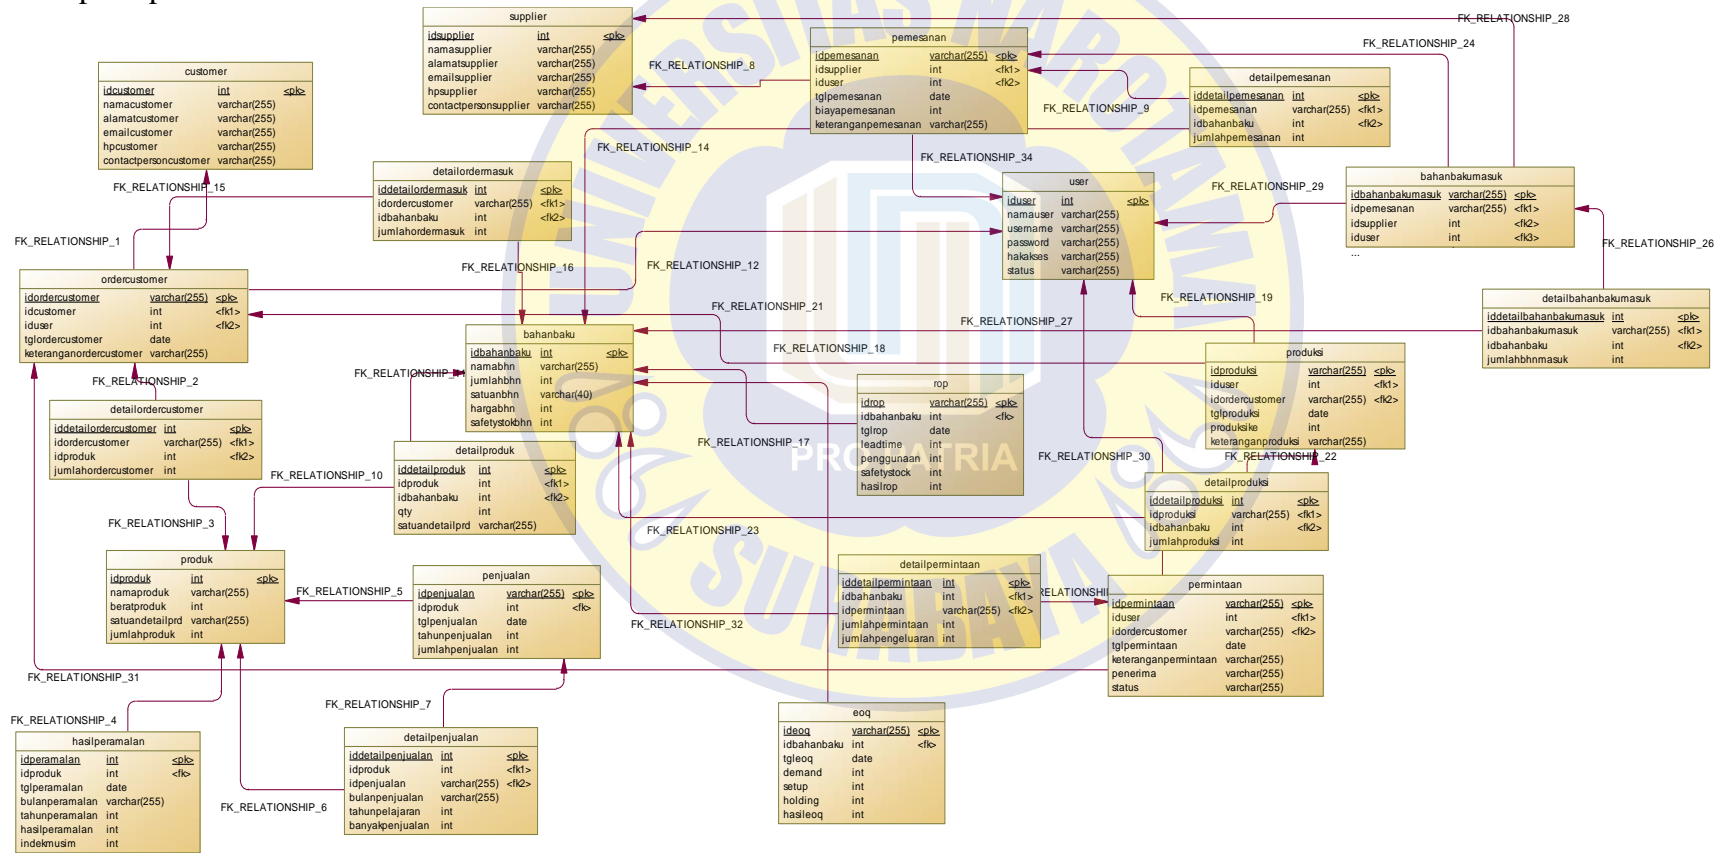 supplier
idsupplier int <pk>
namasupplier varchar(255)
alamatsupplier varchar(255)
emailsupplier varchar(255)
hpsupplier varchar(255)
contactpersonsupplier varchar(255)
FK_RELATIONSHIP_28
pemesanan
idpemesanan varchar(255) <pk>
idsupplier int <fk1>
iduser int <fk2>
tglpemesanan date
biayapemesanan int
keteranganpemesanan varchar(255)
FK_RELATIONSHIP_24
FK_RELATIONSHIP_8
customer
idcustomer int <pk>
namacustomer varchar(255)
alamatcustomer varchar(255)
emailcustomer varchar(255)
hpcustomer varchar(255)
contactpersoncustomer varchar(255)
detailpemesanan
iddetailpemesanan int <pk>
idpemesanan varchar(255) <fk1>
idbahanbaku int <fk2>
jumlahpemesanan int
FK_RELATIONSHIP_9
FK_RELATIONSHIP_14
FK_RELATIONSHIP_34
detailordermasuk
iddetailordermasuk int <pk>
idordercustomer varchar(255) <fk1>
idbahanbaku int <fk2>
jumlahordermasuk int
FK_RELATIONSHIP_15
user
iduser int <pk>
namauser varchar(255)
username varchar(255)
password varchar(255)
hakakses varchar(255)
status varchar(255)
FK_RELATIONSHIP_29
bahanbakumasuk
idbahanbakumasuk varchar(255) <pk>
idpemesanan varchar(255) <fk1>
idsupplier int <fk2>
iduser int <fk3>
...
FK_RELATIONSHIP_1
FK_RELATIONSHIP_26
FK_RELATIONSHIP_16
FK_RELATIONSHIP_12
ordercustomer
idordercustomer varchar(255) <pk>
idcustomer int <fk1>
iduser int <fk2>
tglordercustomer date
keteranganordercustomer varchar(255)
FK_RELATIONSHIP_21
FK_RELATIONSHIP_19
FK_RELATIONSHIP_27
detailbahanbakumasuk
iddetailbahanbakumasuk int <pk>
idbahanbakumasuk varchar(255) <fk1>
idbahanbaku int <fk2>
jumlahbhnmasuk int
bahanbaku
idbahanbaku int <pk>
namabhn varchar(255)
jumlahbhn int
satuanbhn varchar(40)
hargabhn int
safetystokbhn int
FK_RELATIONSHIP_18
produksi
idproduksi varchar(255) <pk>
iduser int <fk1>
idordercustomer varchar(255) <fk2>
tglproduksi date
produksike int
keteranganproduksi varchar(255)
FK_RELATIONSHIP_2
rop
idrop varchar(255) <pk>
idbahanbaku int <fk>
tglrop date
leadtime int
penggunaan int
safetystock int
hasilrop int
detailordercustomer
iddetailordercustomer int <pk>
idordercustomer varchar(255) <fk1>
idproduk int <fk2>
jumlahordercustomer int
FK_RELATIONSHIP_17
FK_RELATIONSHIP_30
FK_RELATIONSHIP_22
detailproduk
iddetailproduk int <pk>
idproduk int <fk1>
idbahanbaku int <fk2>
qty int
satuandetailprd varchar(255)
FK_RELATIONSHIP_10
detailproduksi
iddetailproduksi int <pk>
idproduksi varchar(255) <fk1>
idbahanbaku int <fk2>
jumlahproduksi int
FK_RELATIONSHIP_3
FK_RELATIONSHIP_23
produk
idproduk int <pk>
namaproduk varchar(255)
beratproduk int
satuandetailprd varchar(255)
jumlahproduk int
FK_RELATIONSHIP_5
penjualan
idpenjualan varchar(255) <pk>
idproduk int <fk>
tglpenjualan date
tahunpenjualan int
jumlahpenjualan int
detailpermintaan
iddetailpermintaan int <pk>
idbahanbaku int <fk1>
idpermintaan varchar(255) <fk2>
jumlahpermintaan int
jumlahpengeluaran int
permintaan
idpermintaan varchar(255) <pk>
iduser int <fk1>
idordercustomer varchar(255) <fk2>
tglpermintaan date
keteranganpermintaan varchar(255)
penerima varchar(255)
status varchar(255)
FK_RELATIONSHIP_32
FK_RELATIONSHIP_31
FK_RELATIONSHIP_4
FK_RELATIONSHIP_7
hasilperamalan
idperamalan int <pk>
idproduk int <fk>
tglperamalan date
bulanperamalan varchar(255)
tahunperamalan int
hasilperamalan int
indekmusim int
FK_RELATIONSHIP_6
detailpenjualan
iddetailpenjualan int <pk>
idproduk int <fk1>
idpenjualan varchar(255) <fk2>
bulanpenjualan varchar(255)
tahunpelajaran int
banyakpenjualan int
eoq
ideoq varchar(255) <pk>
idbahanbaku int <fk>
tgleoq date
demand int
setup int
holding int
hasileoq int
UNIVERSITAS NAROTAMA
PRO PATRIA
SURABAYA